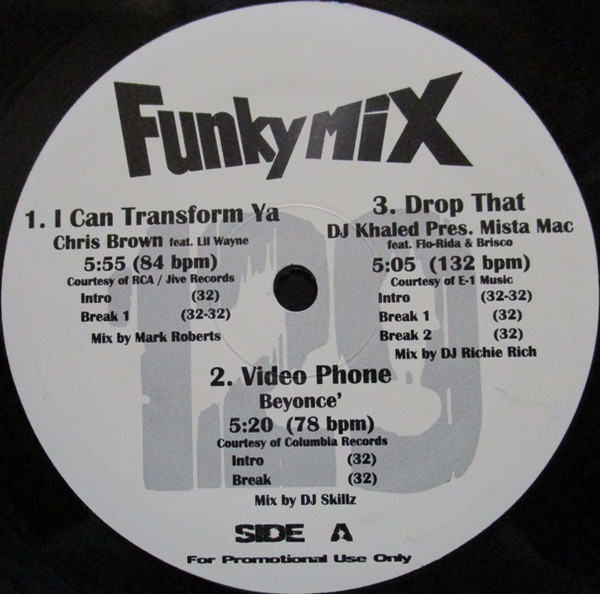 FunkyMiX
129
1. I Can Transform Ya
Chris Brown feat. Lil Wayne
5:55 (84 bpm)
Courtesy of RCA / Jive Records
Intro (32)
Break 1 (32-32)
Mix by Mark Roberts
3. Drop That
DJ Khaled Pres. Mista Mac
feat. Flo-Rida & Brisco
5:05 (132 bpm)
Courtesy of E-1 Music
Intro (32-32)
Break 1 (32)
Break 2 (32)
Mix by DJ Richie Rich
2. Video Phone
Beyonce'
5:20 (78 bpm)
Courtesy of Columbia Records
Intro (32)
Break (32)
Mix by DJ Skillz
SIDE A
For Promotional Use Only